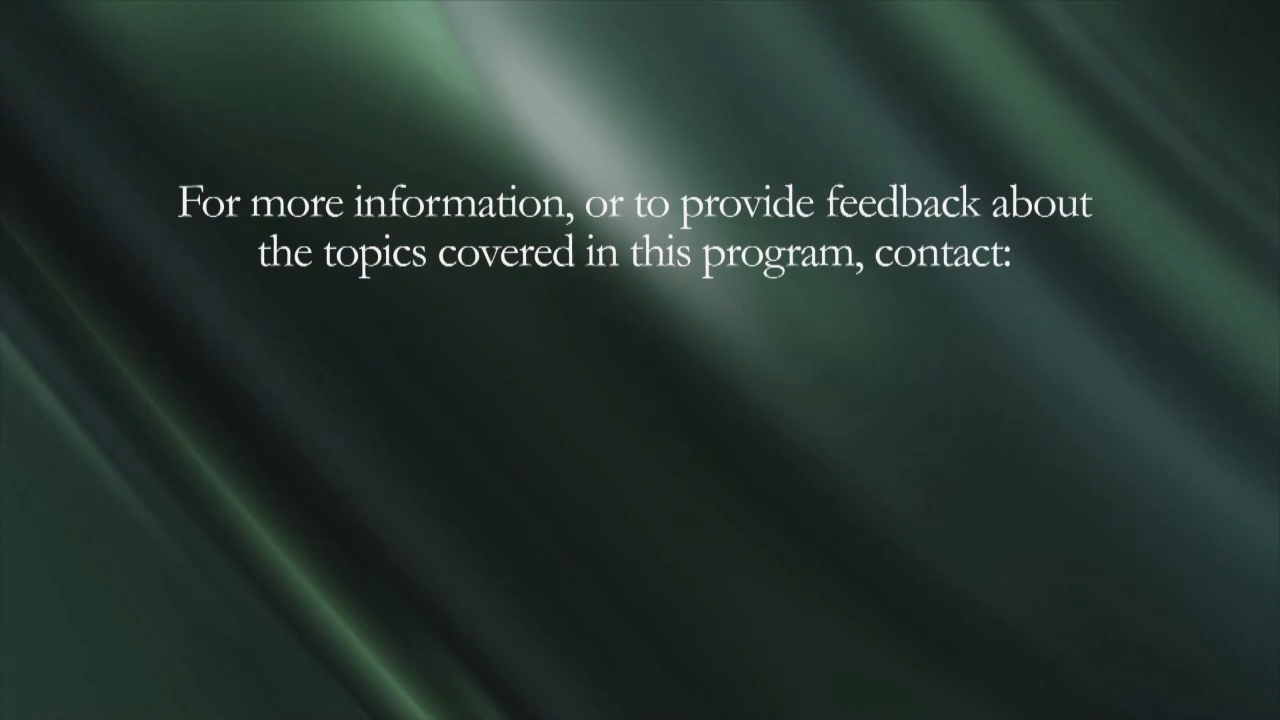 For more information, or to provide feedback about
the topics covered in this program, contact: